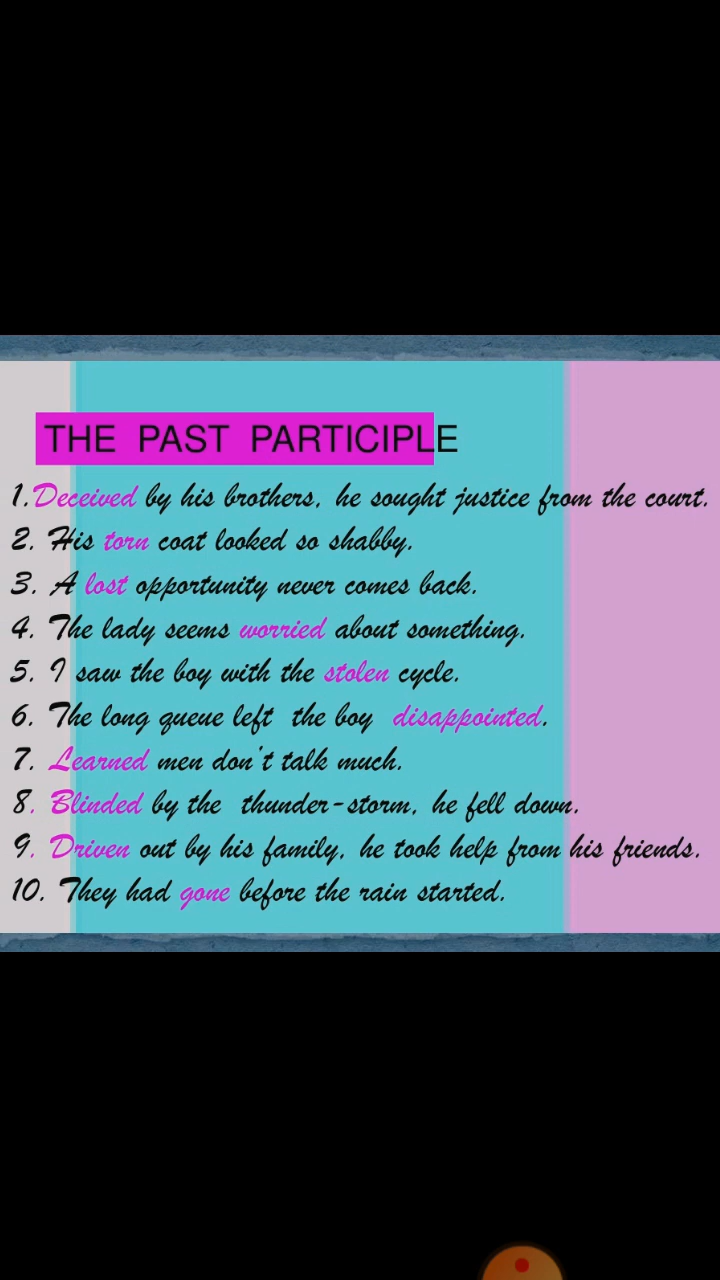 THE PAST PARTICIPLE
1.Deceived by his brothers, he sought justice from the court.
2. His torn coat looked so shabby.
3. A lost opportunity never comes back.
4. The lady seems worried about something.
5. I saw the boy with the stolen cycle.
6. The long queue left the boy disappointed.
7. Learned men don't talk much.
8. Blinded by the thunder-storm, he fell down.
9. Driven out by his family, he took help from his friends.
10. They had gone before the rain started.